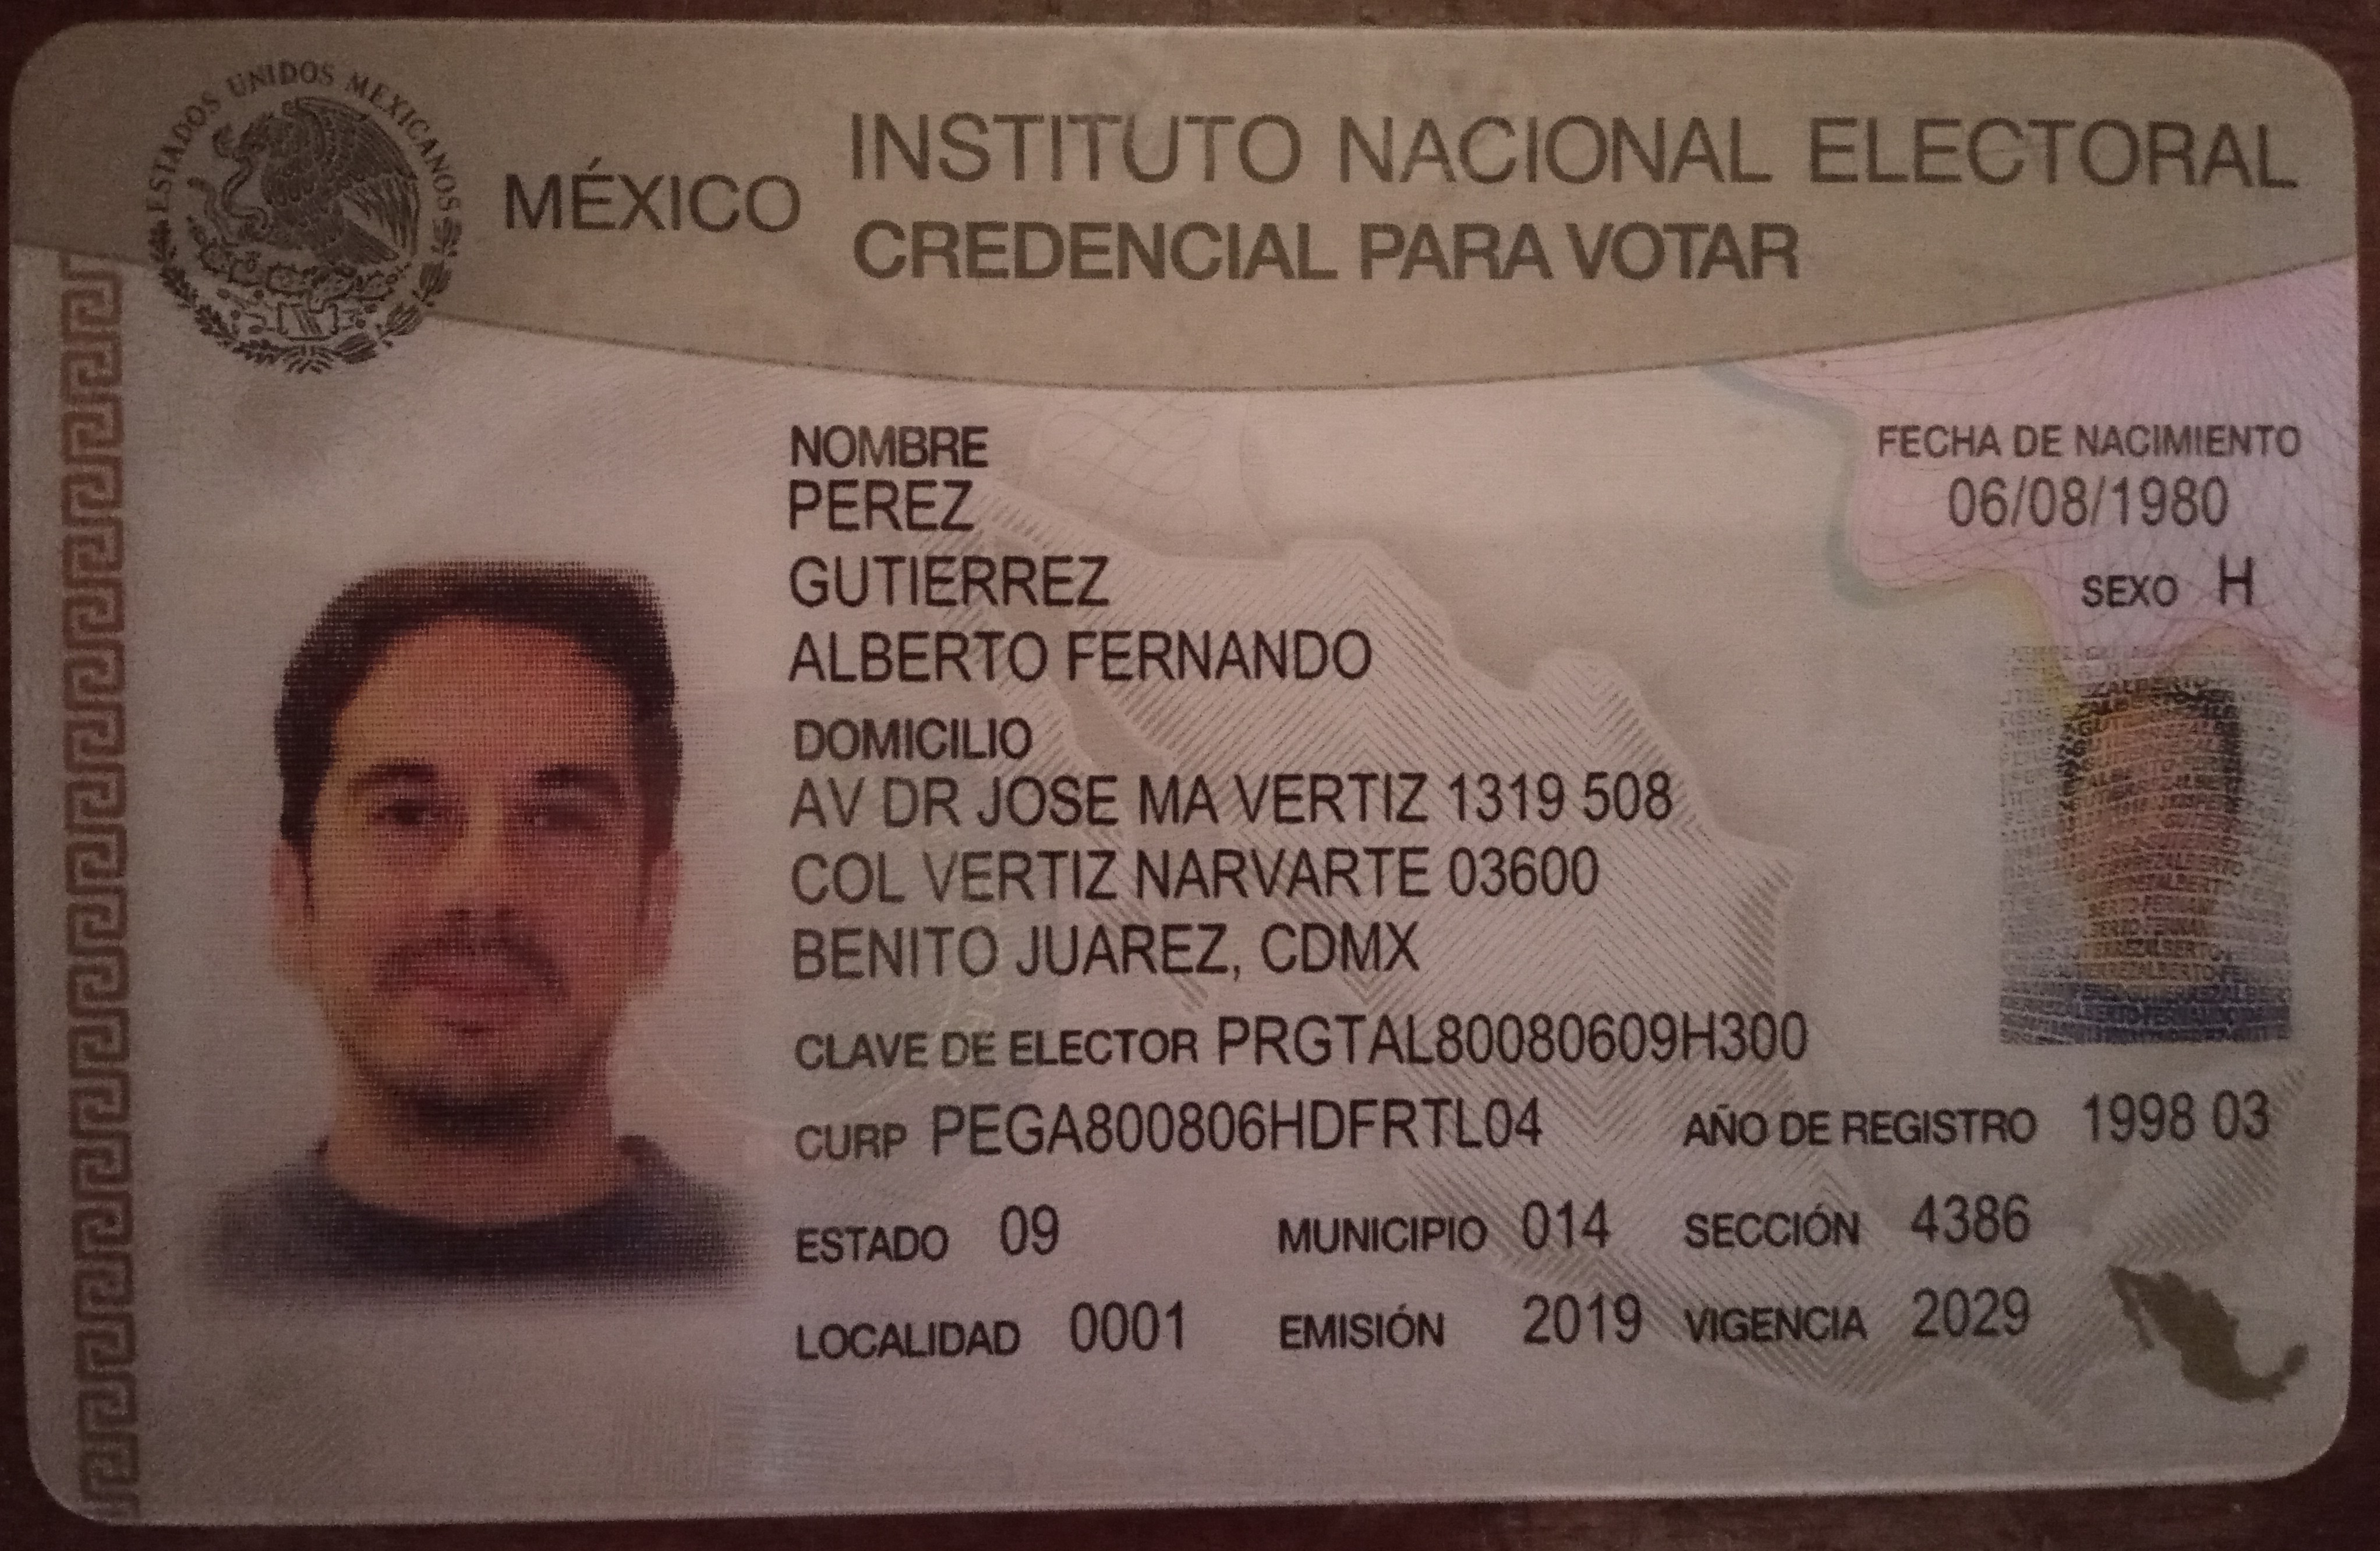 ESTADOS UNIDOS MEXICANOS
MÉXICO
INSTITUTO NACIONAL ELECTORAL
CREDENCIAL PARA VOTAR
NOMBRE
PEREZ
GUTIERREZ
ALBERTO FERNANDO
FECHA DE NACIMIENTO
06/08/1980
SEXO H
DOMICILIO
AV DR JOSE MA VERTIZ 1319 508
COL VERTIZ NARVARTE 03600
BENITO JUAREZ, CDMX
CLAVE DE ELECTOR PRGTAL80080609H300
CURP PEGA800806HDFRTL04 AÑO DE REGISTRO 1998 03
ESTADO 09 MUNICIPIO 014 SECCIÓN 4386
LOCALIDAD 0001 EMISIÓN 2019 VIGENCIA 2029